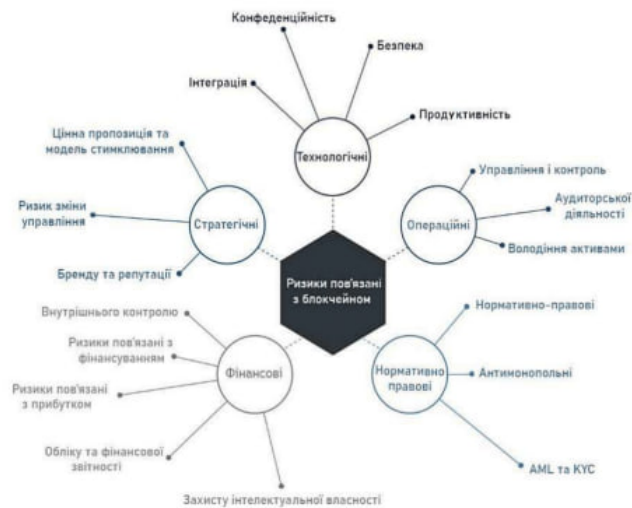 Конфеденційність
Безпека
Інтеграція
Продуктивність
Технологічні
Цінна пропозиція та
модель стимклювання
Ризик зміни
управління
Бренду та репутації
Стратегічні
Управління і контроль
Аудиторської
діяльності
Володіння активами
Операційні
Ризики пов'язані
з блокчейном
Внутрішнього контролю
Ризики пов'язані з
фінансуванням
Ризики пов'язані
з прибутком
Обліку та фінансової
звітності
Захисту інтелектуальної власності
Фінансові
Нормативно-правові
Антимонопольні
AML та KYC
Нормативно
правові